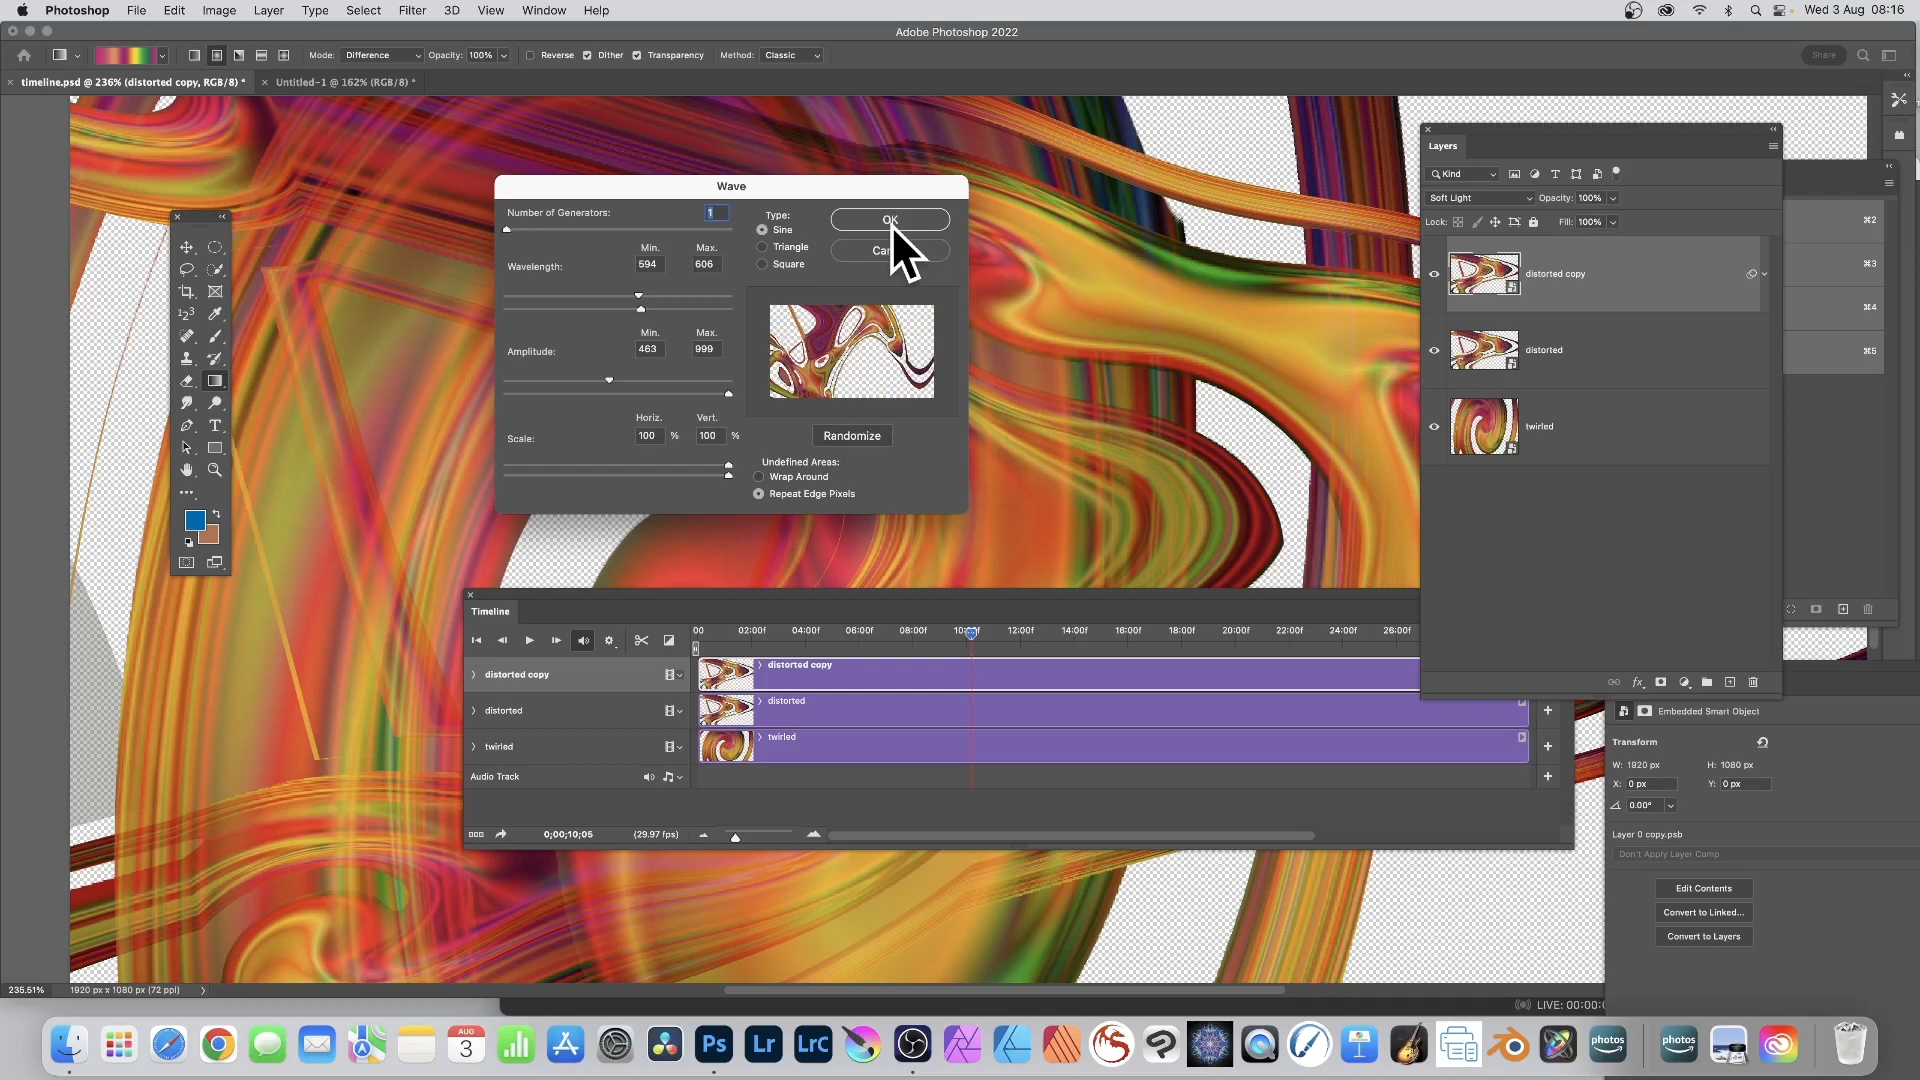 Photoshop File Edit Image Layer Type Select Filter 3D View Window Help Wed 3 Aug 08:16
Adobe Photoshop 2022
Mode: Difference Opacity: 100% Reverse Dither Transparency Method: Classic Share
timeline.psd @ 236% (distorted copy, RGB/8) * Untitled-1 @ 162% (RGB/8) *
Wave
Number of Generators: 1
Type:
Sine
Triangle
Square
OK
Min. Max.
Wavelength: 594 606
Min. Max.
Amplitude: 463 999
Horiz. Vert.
Scale: 100 % 100 %
Randomize
Undefined Areas:
Wrap Around
Repeat Edge Pixels
Layers
Kind
Soft Light Opacity: 100%
Lock: Fill: 100%
distorted copy
distorted
twirled
⌘2
⌘3
⌘4
⌘5
Timeline
00 02:00f 04:00f 06:00f 08:00f 12:00f 14:00f 16:00f 18:00f 20:00f 22:00f 24:00f 26:00f
distorted copy distorted copy
distorted distorted
twirled twirled
Audio Track
0;00;10;05 (29.97 fps)
Embedded Smart Object
Transform
W: 1920 px H: 1080 px
X: 0 px Y: 0 px
0.00°
Layer 0 copy.psb
Don't Apply Layer Comp
Edit Contents
Convert to Linked...
Convert to Layers
235.51% 1920 px x 1080 px (72 ppi)
LIVE: 00:00:0
AUG
3
Ps Lr LrC photos photos